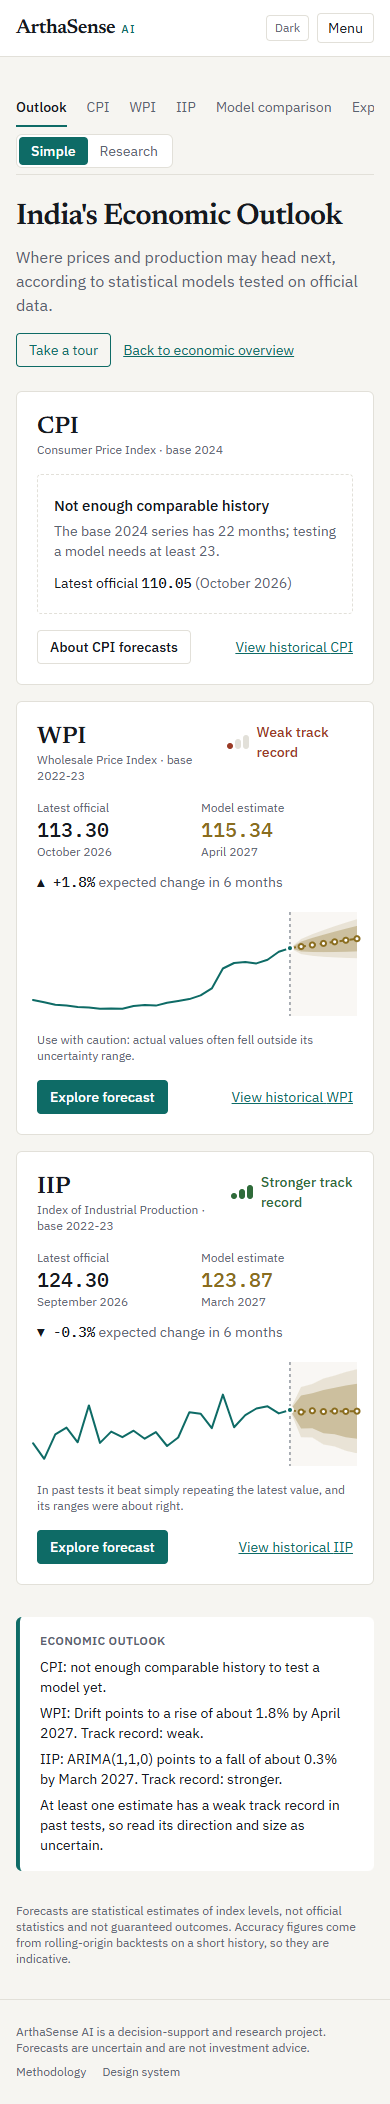 ArthaSense AI
Dark
Menu
Outlook CPI WPI IIP Model comparison Exp
Simple Research
India's Economic Outlook
Where prices and production may head next,
according to statistical models tested on official
data.
Take a tour
Back to economic overview
CPI
Consumer Price Index · base 2024
Not enough comparable history
The base 2024 series has 22 months; testing
a model needs at least 23.
Latest official 110.05 (October 2026)
About CPI forecasts
View historical CPI
WPI
Wholesale Price Index · base
2022-23
Weak track
record
Latest official
113.30
October 2026
Model estimate
115.34
April 2027
▲ +1.8% expected change in 6 months
Use with caution: actual values often fell outside its
uncertainty range.
Explore forecast
View historical WPI
IIP
Index of Industrial Production ·
base 2022-23
Stronger track
record
Latest official
124.30
September 2026
Model estimate
123.87
March 2027
▼ -0.3% expected change in 6 months
In past tests it beat simply repeating the latest value, and
its ranges were about right.
Explore forecast
View historical IIP
ECONOMIC OUTLOOK
CPI: not enough comparable history to test a
model yet.
WPI: Drift points to a rise of about 1.8% by April
2027. Track record: weak.
IIP: ARIMA(1,1,0) points to a fall of about 0.3%
by March 2027. Track record: stronger.
At least one estimate has a weak track record in
past tests, so read its direction and size as
uncertain.
Forecasts are statistical estimates of index levels, not official
statistics and not guaranteed outcomes. Accuracy figures come
from rolling-origin backtests on a short history, so they are
indicative.
ArthaSense AI is a decision-support and research project.
Forecasts are uncertain and are not investment advice.
Methodology Design system